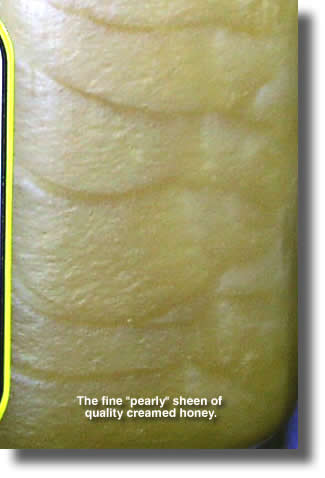 The fine "pearly" sheen of
quality creamed honey.